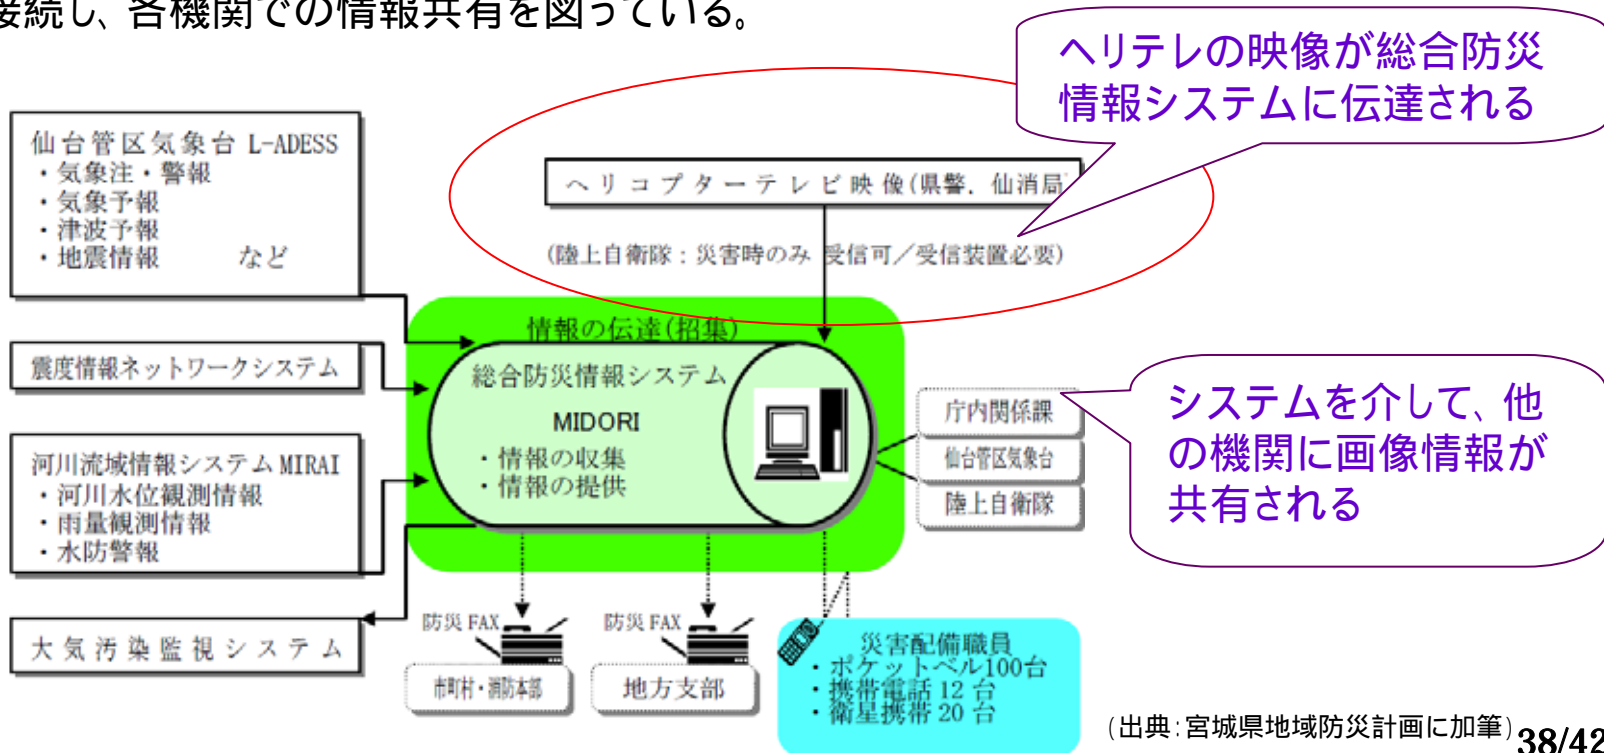 接続し、各機関での情報共有を図っている。
ヘリテレの映像が総合防災
情報システムに伝達される
仙台管区気象台 L-ADESS
・気象注・警報
・気象予報
・津波予報
・地震情報 など
ヘリコプターテレビ映像(県警．仙消局
(陸上自衛隊：災害時のみ 受信可／受信装置必要)
情報の伝達(招集)
震度情報ネットワークシステム
総合防災情報システム
MIDORI
・情報の収集
・情報の提供
庁内関係課
仙台管区気象台
陸上自衛隊
システムを介して、他
の機関に画像情報が
共有される
河川流域情報システム MIRAI
・河川水位観測情報
・雨量観測情報
・水防警報
大気汚染監視システム
防災 FAX
市町村・消防本部
防災 FAX
地方支部
災害配備職員
・ポケットベル100台
・携帯電話 12 台
・衛星携帯 20 台
(出典:宮城県地域防災計画に加筆)
38/42